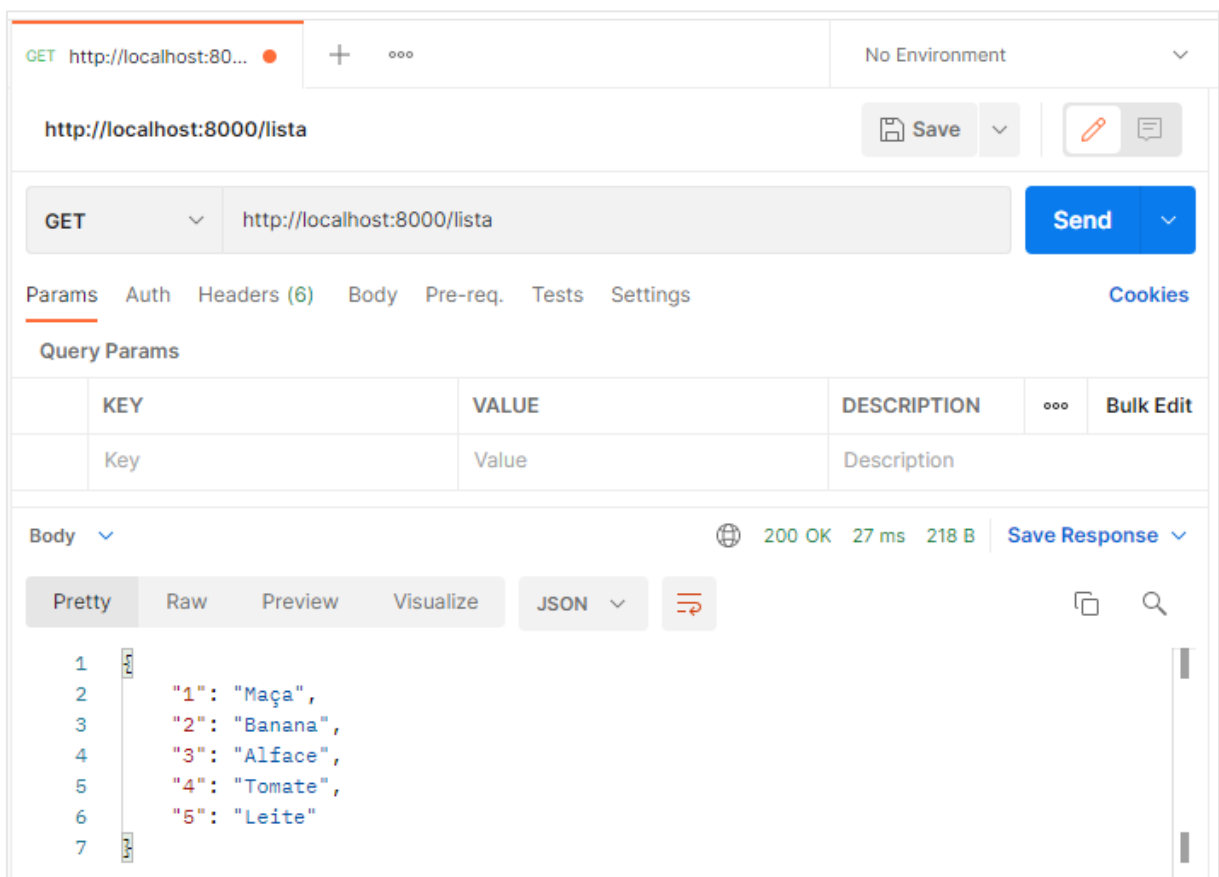 GET http://localhost:80... No Environment
http://localhost:8000/lista Save
GET http://localhost:8000/lista Send
Params Auth Headers (6) Body Pre-req. Tests Settings Cookies
Query Params
KEY VALUE DESCRIPTION Bulk Edit
Key Value Description
Body 200 OK 27 ms 218 B Save Response
Pretty Raw Preview Visualize JSON
1 {
2 "1": "Maça",
3 "2": "Banana",
4 "3": "Alface",
5 "4": "Tomate",
6 "5": "Leite"
7 }